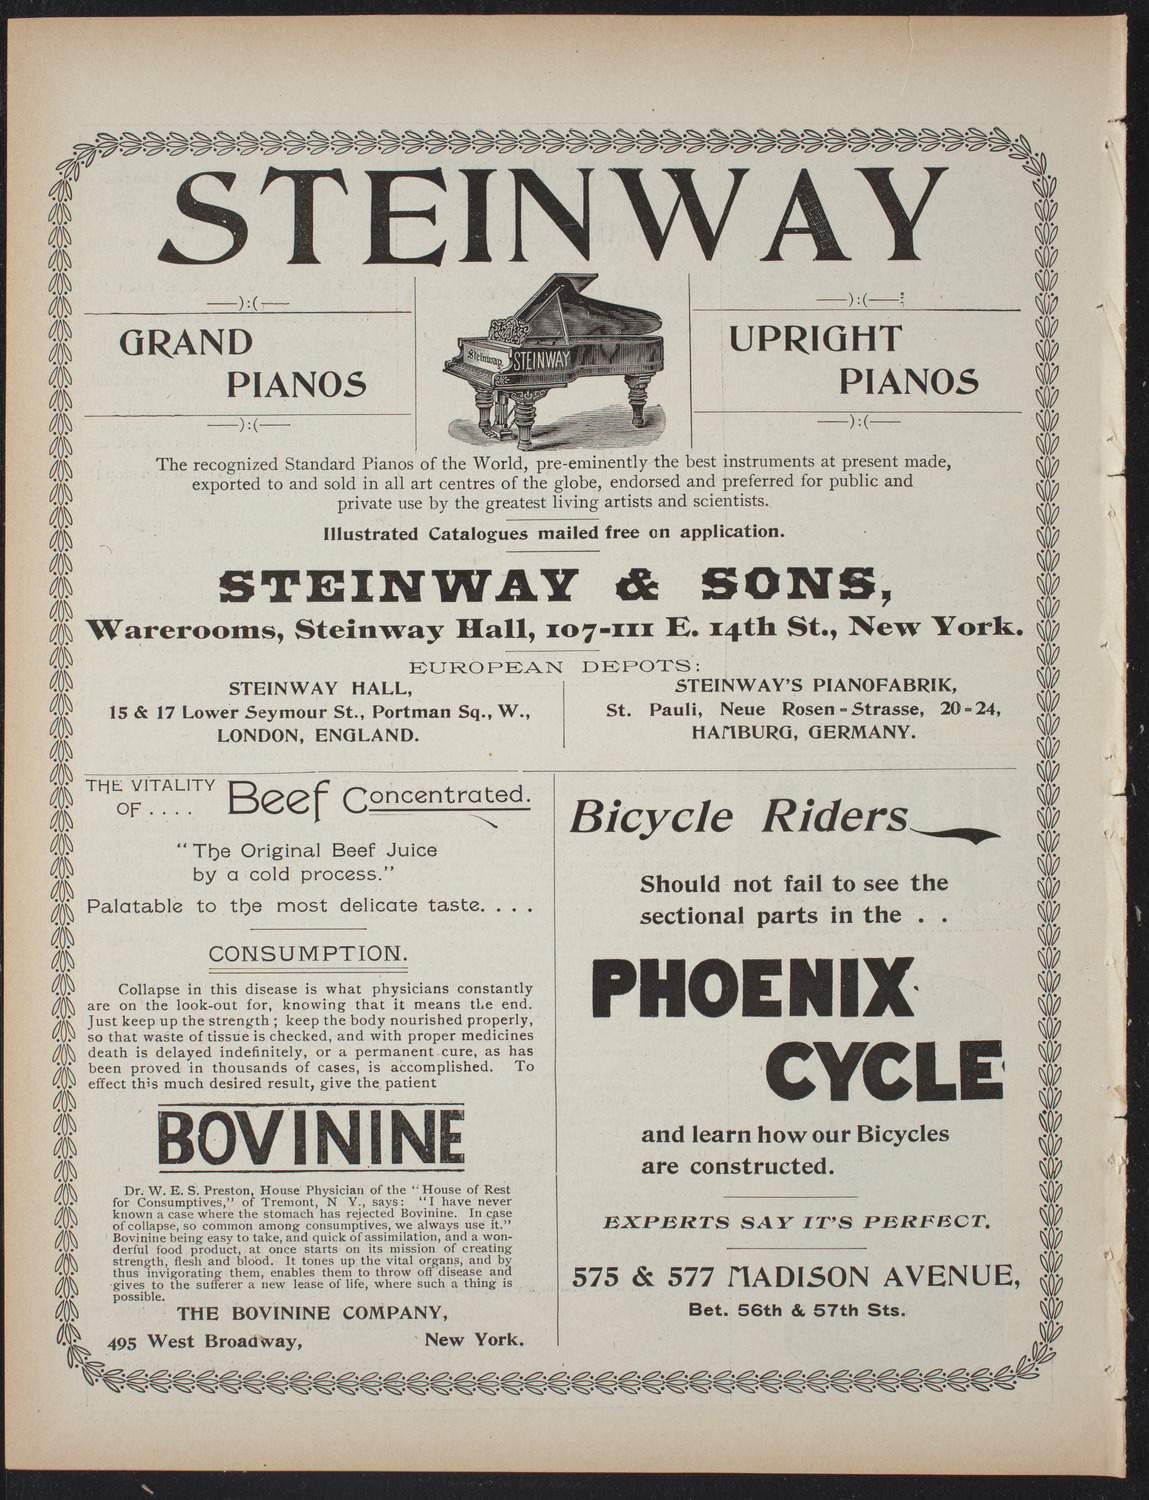 STEINWAY
GRAND
PIANOS
Steinway
STEINWAY
UPRIGHT
PIANOS
The recognized Standard Pianos of the World, pre-eminently the best instruments at present made,
exported to and sold in all art centres of the globe, endorsed and preferred for public and
private use by the greatest living artists and scientists.
Illustrated Catalogues mailed free on application.
STEINWAY & SONS,
Warerooms, Steinway Hall, 107-111 E. 14th St., New York.
EUROPEAN DEPOTS:
STEINWAY HALL,
15 & 17 Lower Seymour St., Portman Sq., W.,
LONDON, ENGLAND.
STEINWAY'S PIANOFABRIK,
St. Pauli, Neue Rosen-Strasse, 20-24,
HAMBURG, GERMANY.
THE VITALITY
OF .... Beef Concentrated.
"The Original Beef Juice
by a cold process."
Palatable to the most delicate taste. . . .
CONSUMPTION.
Collapse in this disease is what physicians constantly
are on the look-out for, knowing that it means the end.
Just keep up the strength; keep the body nourished properly,
so that waste of tissue is checked, and with proper medicines
death is delayed indefinitely, or a permanent cure, as has
been proved in thousands of cases, is accomplished. To
effect this much desired result, give the patient
BOVININE
Dr. W. E. S. Preston, House Physician of the "House of Rest
for Consumptives," of Tremont, N Y., says: "I have never
known a case where the stomach has rejected Bovinine. In case
of collapse, so common among consumptives, we always use it."
Bovinine being easy to take, and quick of assimilation, and a won-
derful food product, at once starts on its mission of creating
strength, flesh and blood. It tones up the vital organs, and by
thus invigorating them, enables them to throw off disease and
gives to the sufferer a new lease of life, where such a thing is
possible.
THE BOVININE COMPANY,
495 West Broadway, New York.
Bicycle Riders
Should not fail to see the
sectional parts in the . .
PHOENIX
CYCLE
and learn how our Bicycles
are constructed.
EXPERTS SAY IT'S PERFECT.
575 & 577 MADISON AVENUE,
Bet. 56th & 57th Sts.